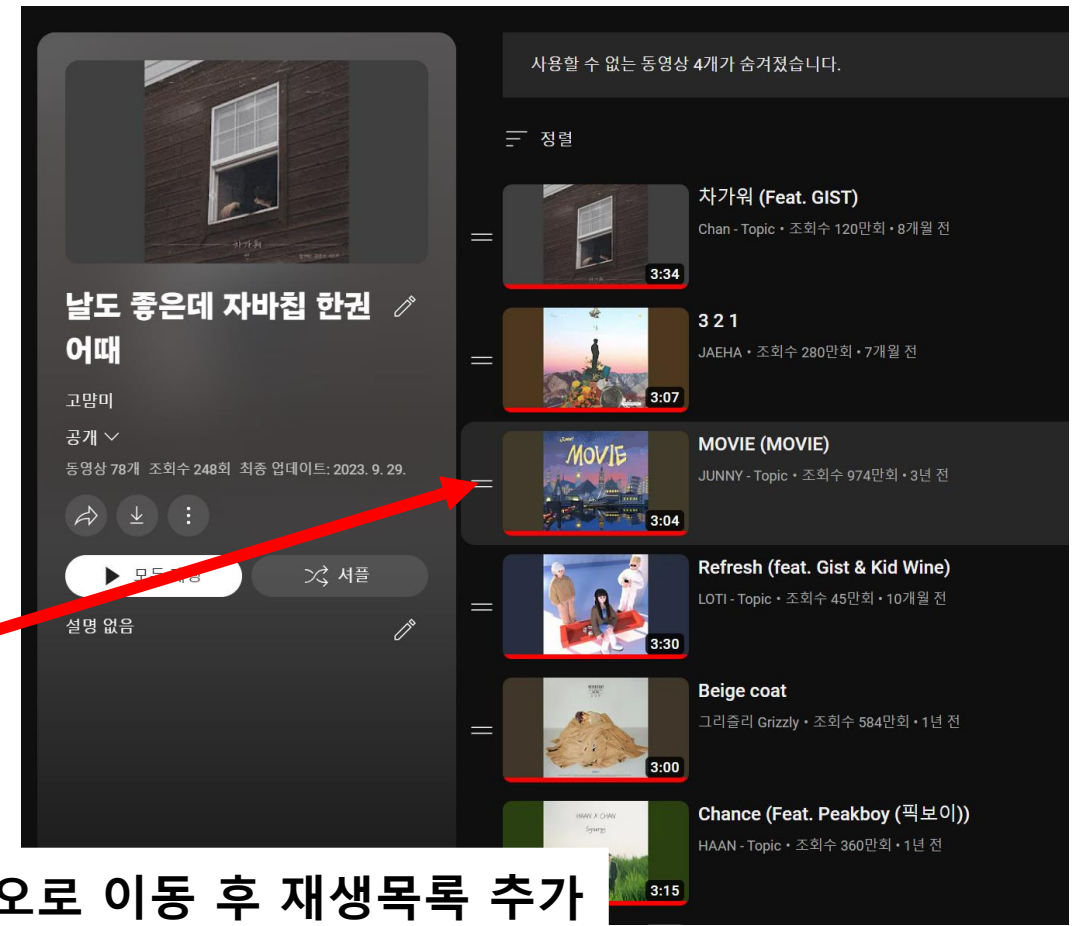 차가워
날도 좋은데 자바칩 한권
어때
고먐미
공개
동영상 78개 조회수 248회 최종 업데이트: 2023. 9. 29.
셔플
설명 없음
사용할 수 없는 동영상 4개가 숨겨졌습니다.
정렬
차가워 (Feat. GIST)
Chan - Topic • 조회수 120만회 • 8개월 전
3:34
3 2 1
JAEHA • 조회수 280만회 • 7개월 전
3:07
MOVIE
MOVIE (MOVIE)
JUNNY - Topic • 조회수 974만회 • 3년 전
3:04
Refresh (feat. Gist & Kid Wine)
LOTI - Topic • 조회수 45만회 • 10개월 전
3:30
Beige coat
그리즐리 Grizzly • 조회수 584만회 • 1년 전
3:00
HAAN X CHAN
Synergy
Chance (Feat. Peakboy (픽보이))
HAAN - Topic • 조회수 360만회 • 1년 전
3:15
오로 이동 후 재생목록 추가